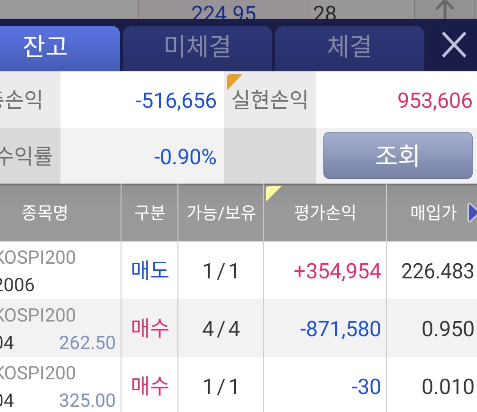 224.95 28
잔고 미체결 체결
손익 -516,656 실현손익 953,606
수익률 -0.90% 조회
종목명 구분 가능/보유 평가손익 매입가
KOSPI200
2006 매도 1/1 +354,954 226.483
KOSPI200
04 262.50 매수 4/4 -871,580 0.950
KOSPI200
04 325.00 매수 1/1 -30 0.010